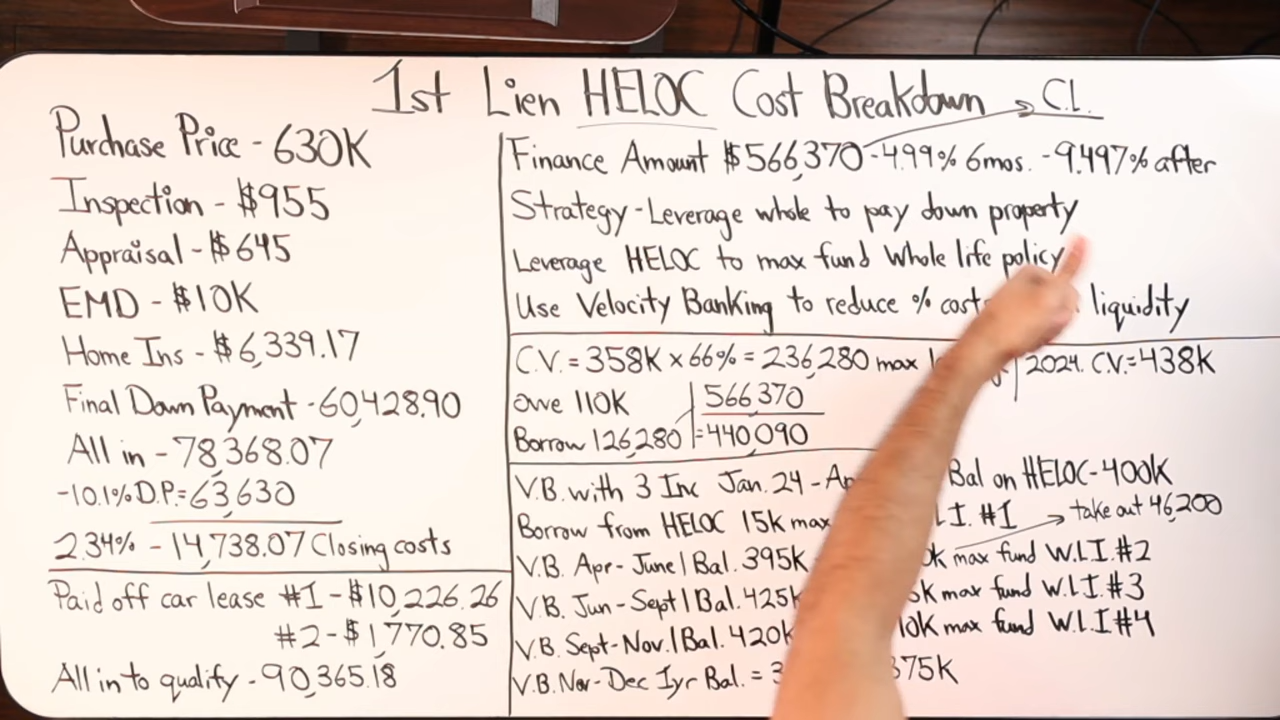 1st Lien HELOC Cost Breakdown → C.I.
Purchase Price - 630K
Inspection - $955
Appraisal - $645
EMD - $10K
Home Ins - $6,339.17
Final Down Payment - 60,428.90
All in - 78,368.07
-10.1% D.P. = 63,630
2.34% - 14,738.07 Closing costs
Paid off car lease #1 - $10,226.26
#2 - $1,770.85
All in to qualify - 90,365.18
Finance Amount $566,370 - 4.99% 6mos. - 9.497% after
Strategy - Leverage whole to pay down property
Leverage HELOC to max fund Whole life policy
Use Velocity Banking to reduce % liquidity
C.V. = 358K x 66% = 236,280 max 2024. C.V. = 438K
Owe 110K 566,370
Borrow 126,280 = 440,090
V.B. with 3 Inc Jan. 24 - Bal on HELOC - 400K
Borrow from HELOC 15K max #1 → take out 46,200
V.B. Apr - June | Bal. 395K max fund W.L.I. #2
V.B. Jun - Sept | Bal. 425K max fund W.L.I. #3
V.B. Sept - Nov. | Bal. 420K 10K max fund W.L.I #4
V.B. Nov - Dec 1yr Bal. = 375K